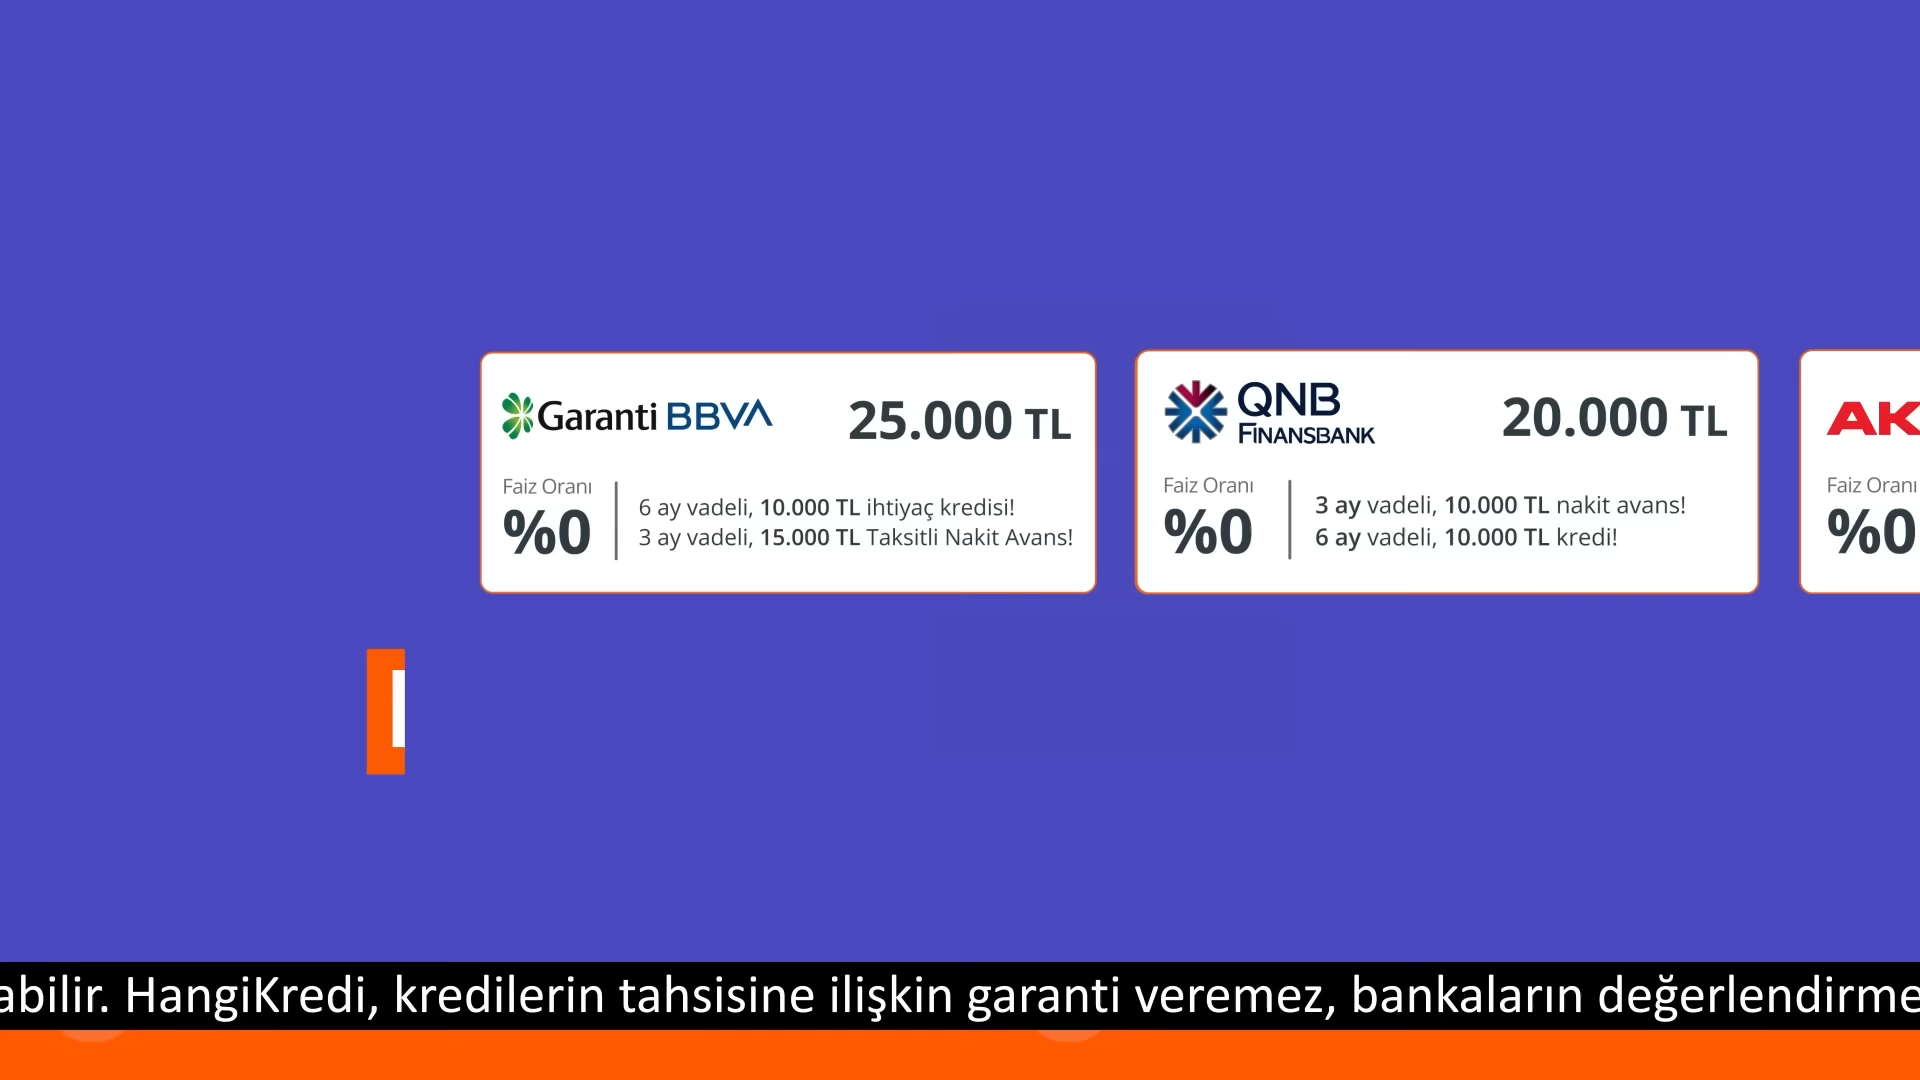 Garanti BBVA
25.000 TL
Faiz Oranı
%0
6 ay vadeli, 10.000 TL ihtiyaç kredisi!
3 ay vadeli, 15.000 TL Taksitli Nakit Avans!
QNB
FİNANSBANK
20.000 TL
Faiz Oranı
%0
3 ay vadeli, 10.000 TL nakit avans!
6 ay vadeli, 10.000 TL kredi!
AK
Faiz Oranı
%0
abilir. HangiKredi, kredilerin tahsisine ilişkin garanti veremez, bankaların değerlendirme